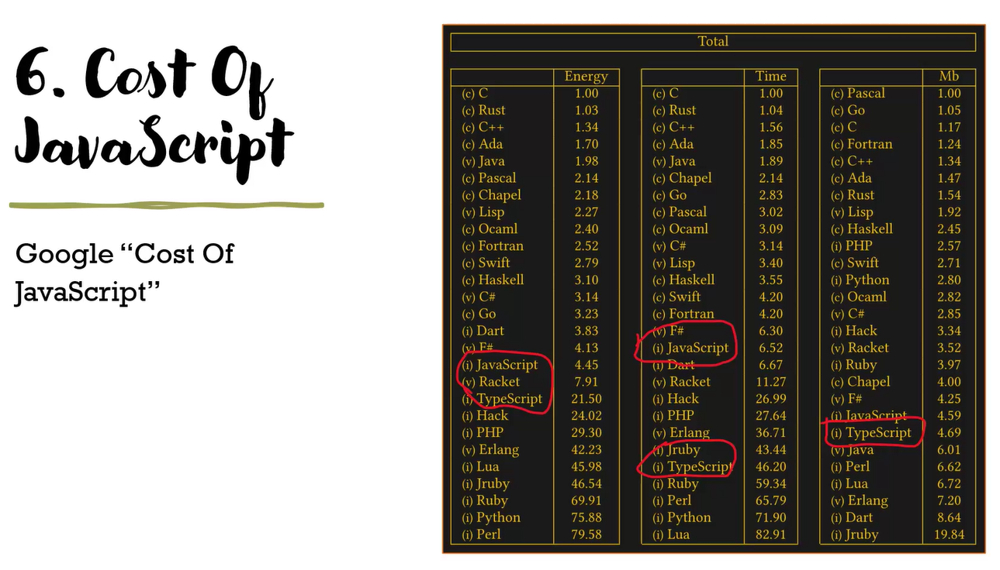 6. Cost Of
JavaScript
Google “Cost Of
JavaScript”
Total
Energy
(c) C 1.00
(c) Rust 1.03
(c) C++ 1.34
(c) Ada 1.70
(v) Java 1.98
(c) Pascal 2.14
(c) Chapel 2.18
(v) Lisp 2.27
(c) Ocaml 2.40
(c) Fortran 2.52
(c) Swift 2.79
(c) Haskell 3.10
(v) C# 3.14
(c) Go 3.23
(i) Dart 3.83
(v) F# 4.13
(i) JavaScript 4.45
(v) Racket 7.91
(i) TypeScript 21.50
(i) Hack 24.02
(i) PHP 29.30
(v) Erlang 42.23
(i) Lua 45.98
(i) Jruby 46.54
(i) Ruby 69.91
(i) Python 75.88
(i) Perl 79.58
Time
(c) C 1.00
(c) Rust 1.04
(c) C++ 1.56
(c) Ada 1.85
(v) Java 1.89
(c) Chapel 2.14
(c) Go 2.83
(c) Pascal 3.02
(c) Ocaml 3.09
(v) C# 3.14
(v) Lisp 3.40
(c) Haskell 3.55
(c) Swift 4.20
(c) Fortran 4.20
(v) F# 6.30
(i) JavaScript 6.52
(i) Dart 6.67
(v) Racket 11.27
(i) Hack 26.99
(i) PHP 27.64
(v) Erlang 36.71
(i) Jruby 43.44
(i) TypeScript 46.20
(i) Ruby 59.34
(i) Perl 65.79
(i) Python 71.90
(i) Lua 82.91
Mb
(c) Pascal 1.00
(c) Go 1.05
(c) C 1.17
(c) Fortran 1.24
(c) C++ 1.34
(c) Ada 1.47
(c) Rust 1.54
(v) Lisp 1.92
(c) Haskell 2.45
(i) PHP 2.57
(c) Swift 2.71
(i) Python 2.80
(c) Ocaml 2.82
(v) C# 2.85
(i) Hack 3.34
(v) Racket 3.52
(i) Ruby 3.97
(c) Chapel 4.00
(v) F# 4.25
(i) JavaScript 4.59
(i) TypeScript 4.69
(v) Java 6.01
(i) Perl 6.62
(i) Lua 6.72
(v) Erlang 7.20
(i) Dart 8.64
(i) Jruby 19.84